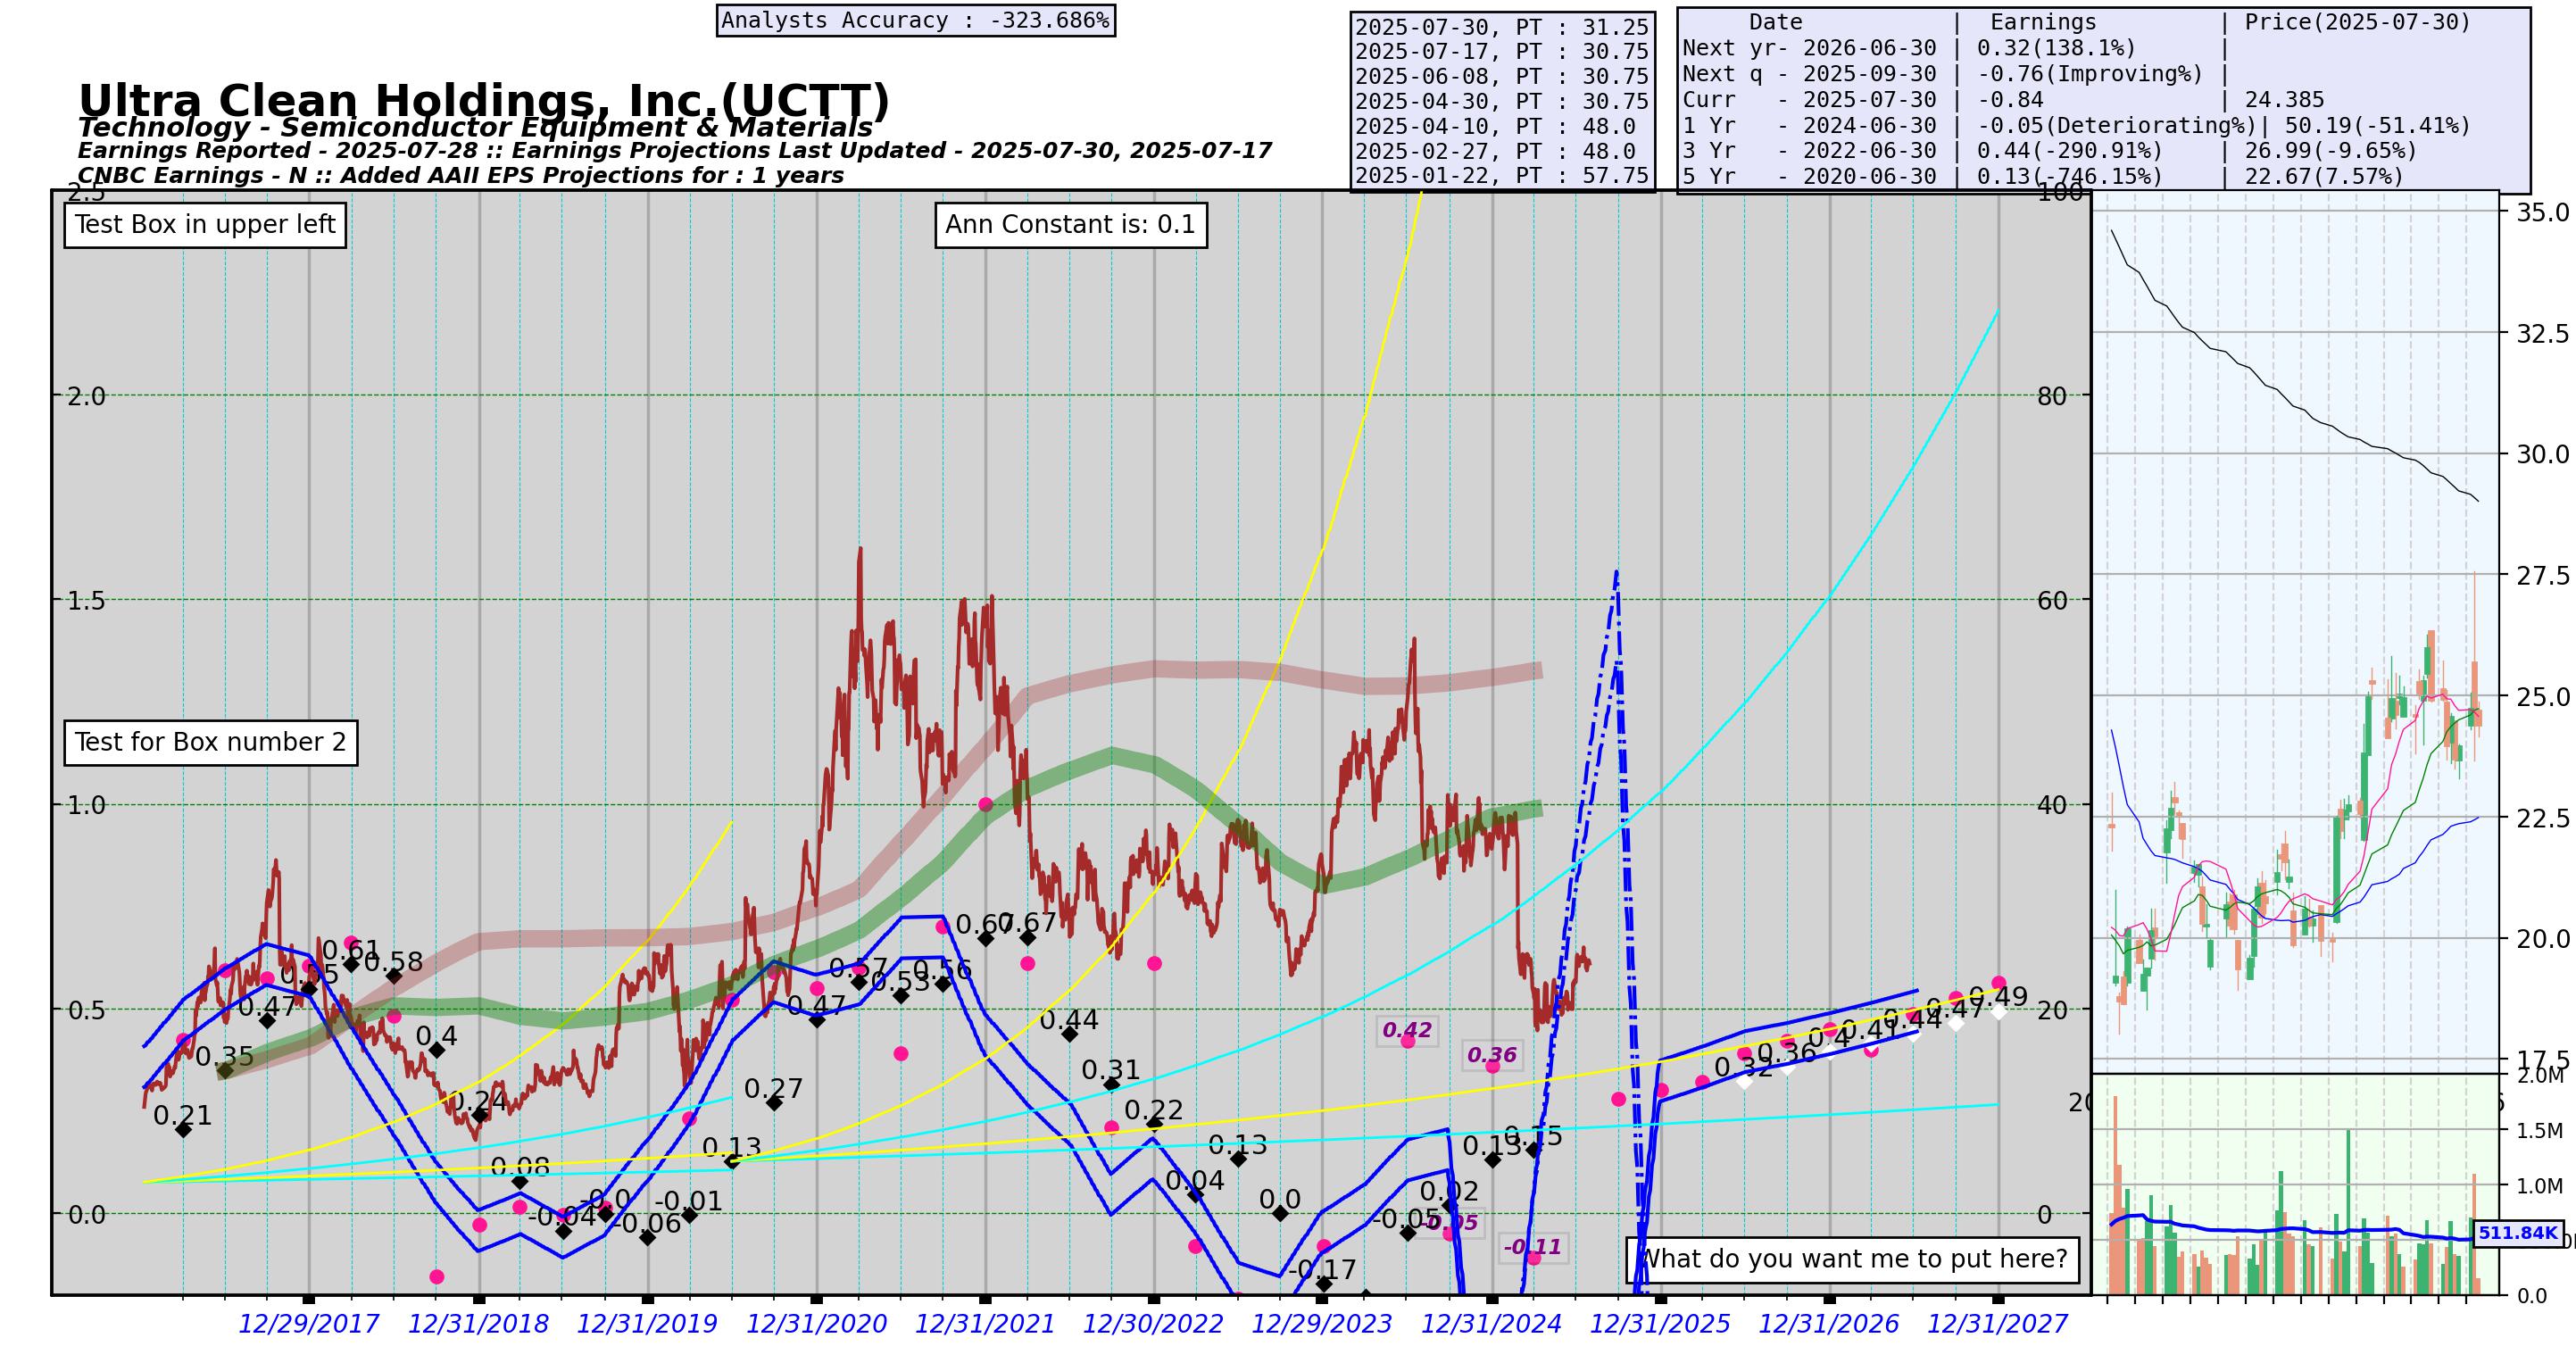 Analysts Accuracy : -323.686%
2025-07-30, PT : 31.25
2025-07-17, PT : 30.75
2025-06-08, PT : 30.75
2025-04-30, PT : 30.75
2025-04-10, PT : 48.0
2025-02-27, PT : 48.0
2025-01-22, PT : 57.75
Date | Earnings | Price(2025-07-30)
Next yr- 2026-06-30 | 0.32(138.1%) |
Next q - 2025-09-30 | -0.76(Improving%) |
Curr - 2025-07-30 | -0.84 | 24.385
1 Yr - 2024-06-30 | -0.05(Deteriorating%)| 50.19(-51.41%)
3 Yr - 2022-06-30 | 0.44(-290.91%) | 26.99(-9.65%)
5 Yr - 2020-06-30 | 0.13(-746.15%) | 22.67(7.57%)
Ultra Clean Holdings, Inc.(UCTT)
Technology - Semiconductor Equipment & Materials
Earnings Reported - 2025-07-28 :: Earnings Projections Last Updated - 2025-07-30, 2025-07-17
CNBC Earnings - N :: Added AAII EPS Projections for : 1 years
Test Box in upper left
Ann Constant is: 0.1
Test for Box number 2
What do you want me to put here?
2.5
2.0
1.5
1.0
0.5
0.0
100
80
60
40
20
0
35.0
32.5
30.0
27.5
25.0
22.5
20.0
17.5
2.0M
1.5M
1.0M
511.84K
0.0
0.21
0.35
0.47
0.55
0.61
0.58
0.4
0.24
0.08
-0.04
-0.0
-0.06
-0.01
0.13
0.27
0.47
0.57
0.53
0.56
0.67
0.67
0.44
0.31
0.22
0.04
0.13
0.0
-0.17
-0.05
0.02
0.13
0.15
0.42
-0.05
0.36
-0.11
0.32
0.36
0.4
0.41
0.44
0.47
0.49
12/29/2017
12/31/2018
12/31/2019
12/31/2020
12/31/2021
12/30/2022
12/29/2023
12/31/2024
12/31/2025
12/31/2026
12/31/2027